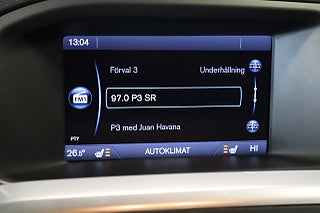 13:04
Förval 3 Underhållning
FM1
97.0 P3 SR
P3 med Juan Havana
PTY
26.5° AUTOKLIMAT HI